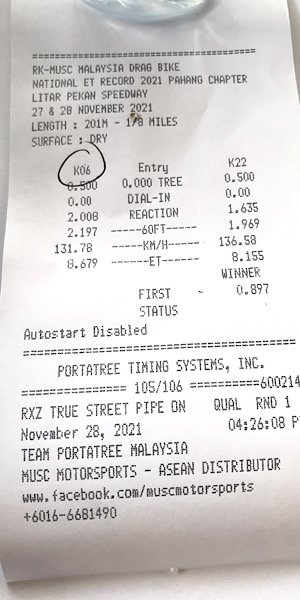 =========================================
RK-MUSC MALAYSIA DRAG BIKE
NATIONAL ET RECORD 2021 PAHANG CHAPTER
LITAR PEKAN SPEEDWAY
27 & 28 NOVEMBER 2021
LENGTH : 201M - 1/8 MILES
SURFACE : DRY
K06 Entry K22
0.500 0.000 TREE 0.500
0.00 DIAL-IN 0.00
2.008 REACTION 1.635
2.197 ------60FT----- 1.969
131.78 ------KM/H----- 136.58
8.679 -------ET------ 8.155
WINNER
FIRST - 0.897
STATUS
Autostart Disabled
=========================================
PORTATREE TIMING SYSTEMS, INC.
=============== 105/106 ==========600214
RXZ TRUE STREET PIPE ON QUAL RND 1
November 28, 2021 04:26:08 P
TEAM PORTATREE MALAYSIA
MUSC MOTORSPORTS - ASEAN DISTRIBUTOR
www.facebook.com/muscmotorsports
+6016-6681490